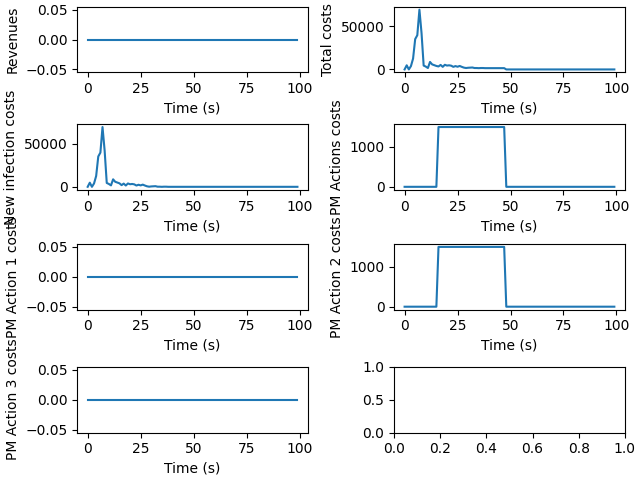 Revenues
0.05
0.00
−0.05
0 25 50 75 100
Time (s)
Total costs
50000
0
0 25 50 75 100
Time (s)
New infection costs
50000
0
0 25 50 75 100
Time (s)
PM Actions costs
1000
0
0 25 50 75 100
Time (s)
PM Action 1 costs
0.05
0.00
−0.05
0 25 50 75 100
Time (s)
PM Action 2 costs
1000
0
0 25 50 75 100
Time (s)
PM Action 3 costs
0.05
0.00
−0.05
0 25 50 75 100
Time (s)
1.0
0.5
0.0
0.0 0.2 0.4 0.6 0.8 1.0